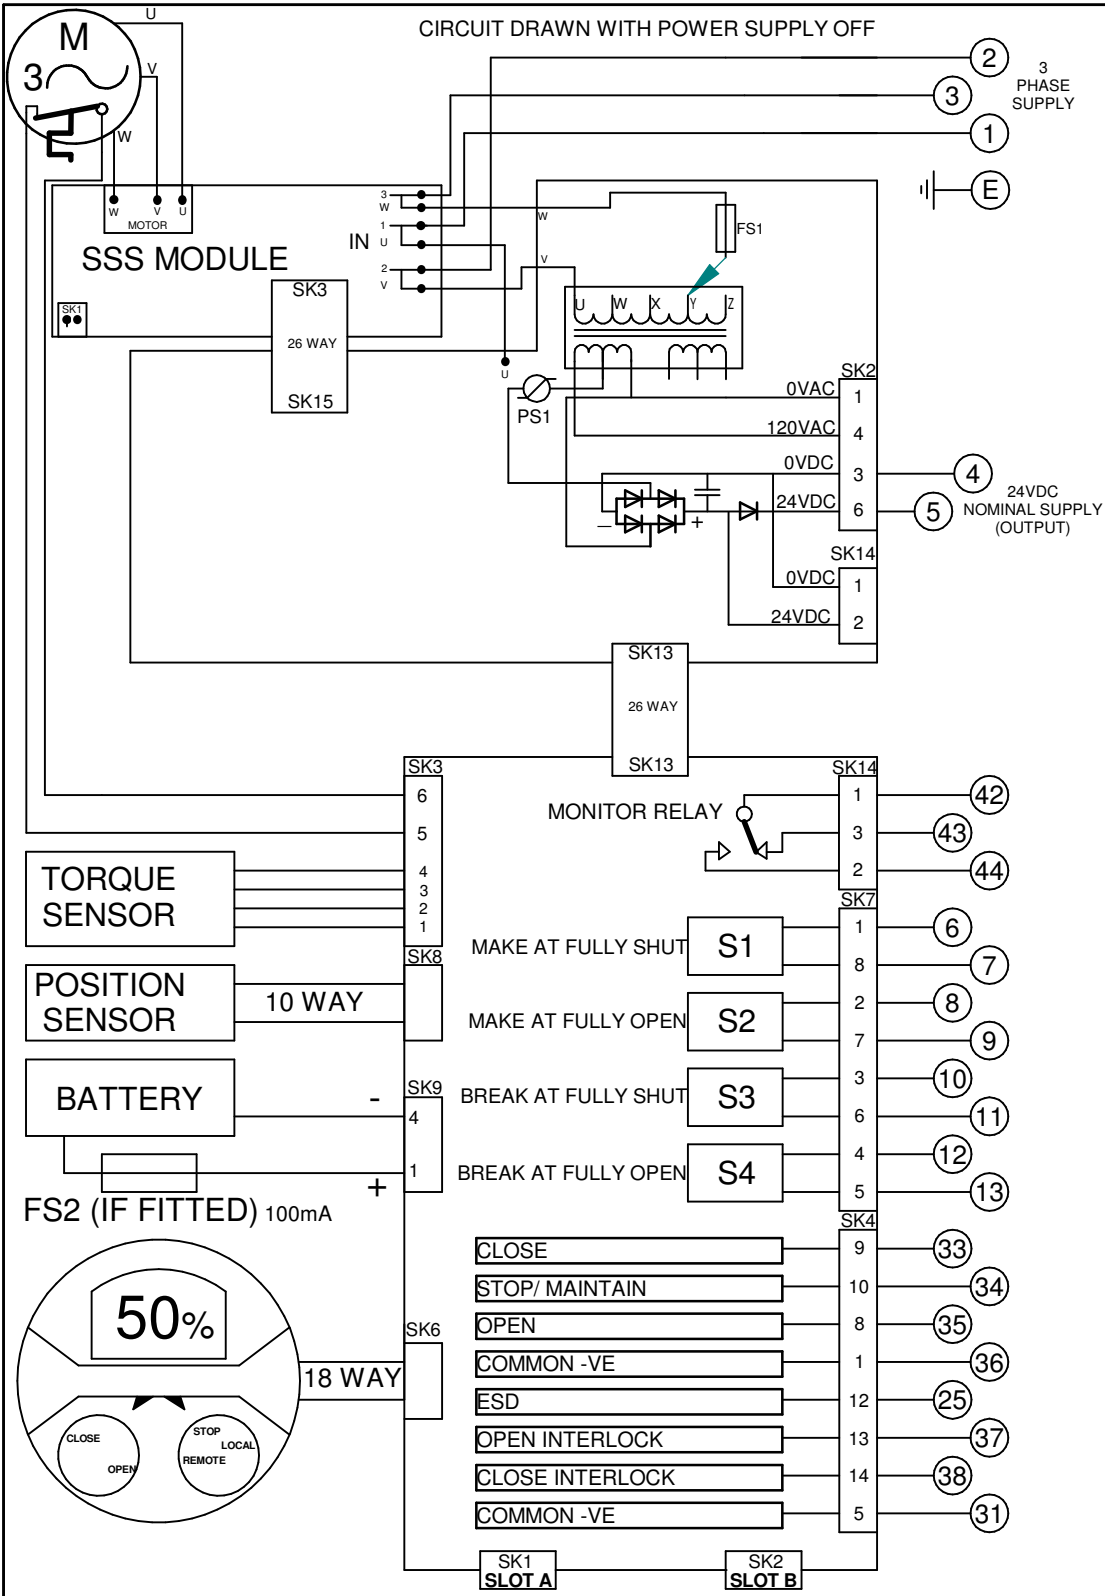 CIRCUIT DRAWN WITH POWER SUPPLY OFF
U
M
3
V
W
2
3
1
3
PHASE
SUPPLY
E
W V U
MOTOR
SSS MODULE
IN
3
W
1
U
2
V
W
V
FS1
SK1
SK3
26 WAY
SK15
U W X Y Z
U
PS1
SK2
0VAC 1
120VAC 4
0VDC 3
24VDC 6
4
5
24VDC
NOMINAL SUPPLY
(OUTPUT)
– +
SK14
0VDC 1
24VDC 2
SK13
26 WAY
SK13
SK3
6
5
4
3
2
1
TORQUE
SENSOR
SK8
POSITION
SENSOR
10 WAY
BATTERY
-
+
SK9
4
1
FS2 (IF FITTED) 100mA
50%
CLOSE
OPEN
STOP
LOCAL
REMOTE
18 WAY
SK6
MONITOR RELAY
SK14
1 42
3 43
2 44
SK7
MAKE AT FULLY SHUT S1
1 6
8 7
MAKE AT FULLY OPEN S2
2 8
7 9
BREAK AT FULLY SHUT S3
3 10
6 11
BREAK AT FULLY OPEN S4
4 12
5 13
SK4
CLOSE 9 33
STOP/ MAINTAIN 10 34
OPEN 8 35
COMMON -VE 1 36
ESD 12 25
OPEN INTERLOCK 13 37
CLOSE INTERLOCK 14 38
COMMON -VE 5 31
SK1
SLOT A
SK2
SLOT B